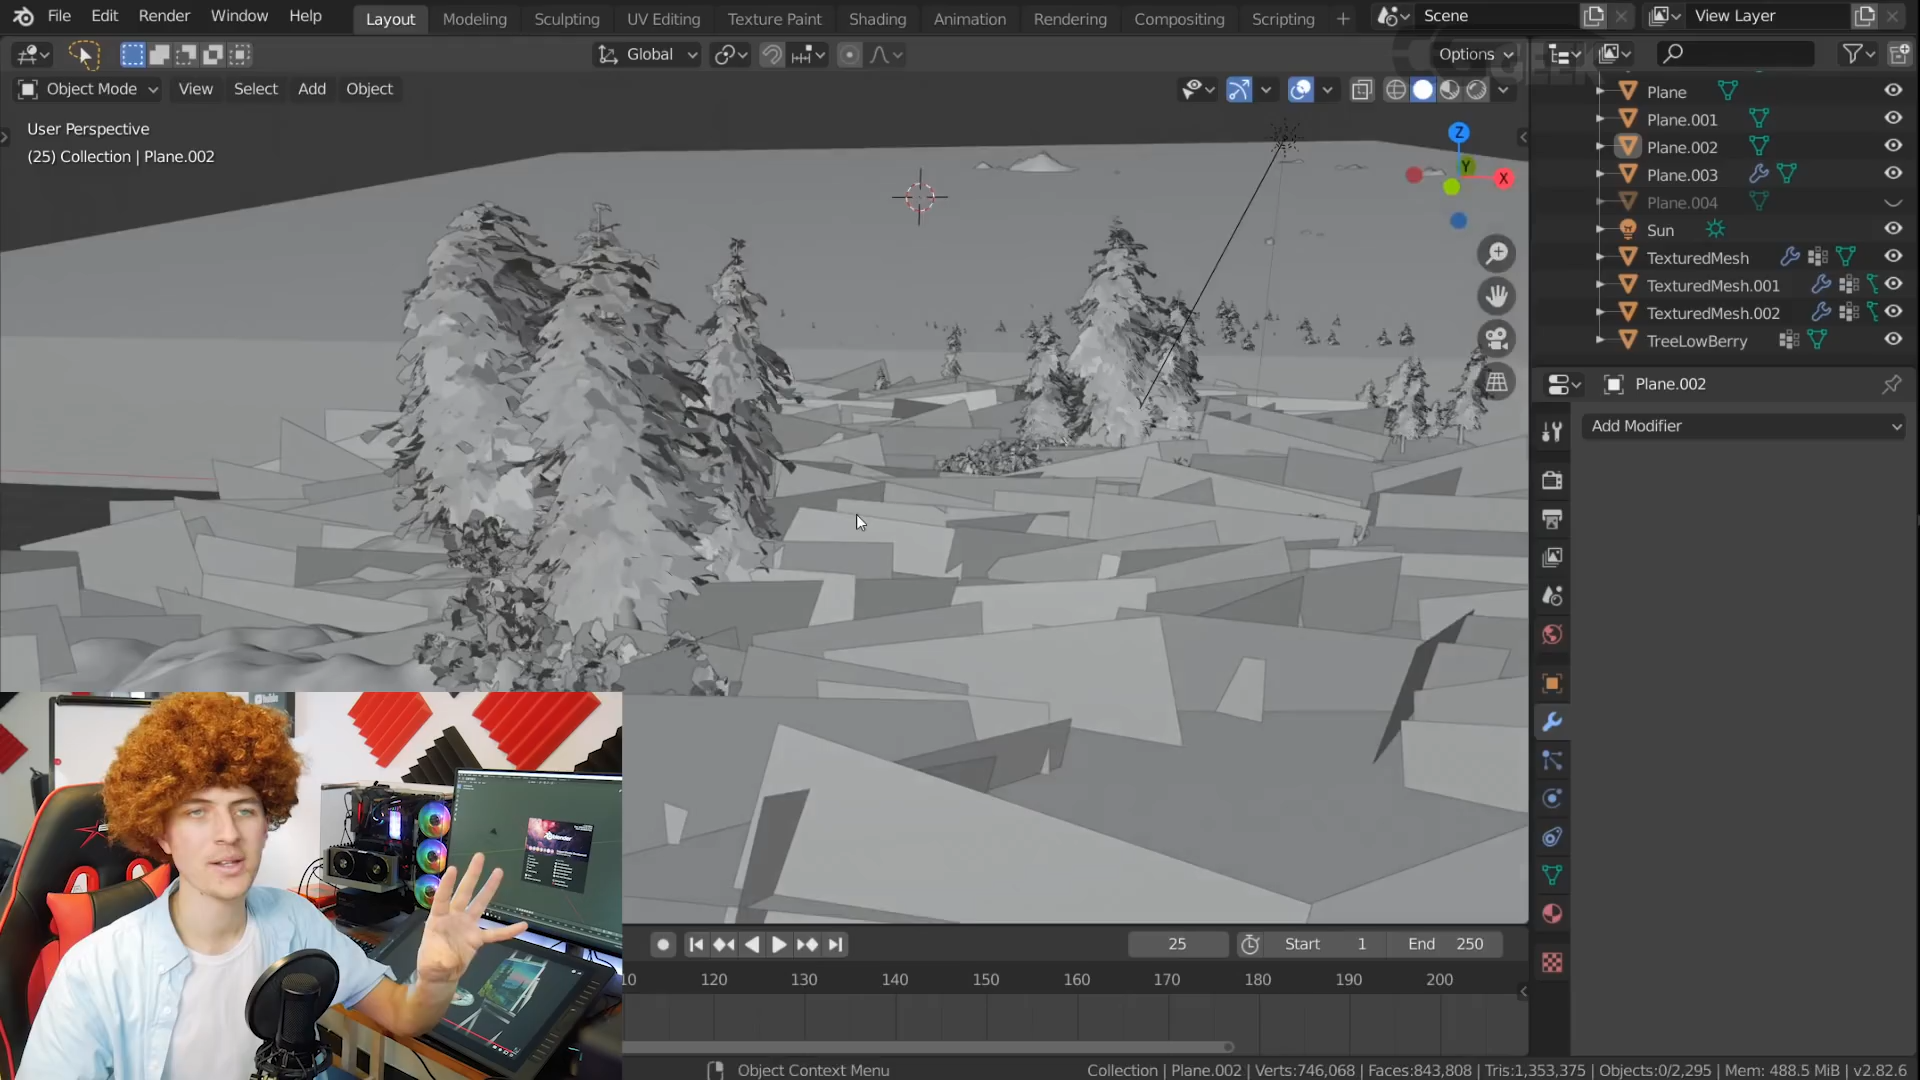 File Edit Render Window Help Layout Modeling Sculpting UV Editing Texture Paint Shading Animation Rendering Compositing Scripting + Scene View Layer
Global Options
Object Mode View Select Add Object
User Perspective
(25) Collection | Plane.002
Z
Y
X
Plane
Plane.001
Plane.002
Plane.003
Plane.004
Sun
TexturedMesh
TexturedMesh.001
TexturedMesh.002
TreeLowBerry
Plane.002
Add Modifier
25 Start 1 End 250
120 130 140 150 160 170 180 190 200
Object Context Menu
Collection | Plane.002 | Verts:746,068 | Faces:843,808 | Tris:1,353,375 | Objects:0/2,295 | Mem: 488.5 MiB | v2.82.6